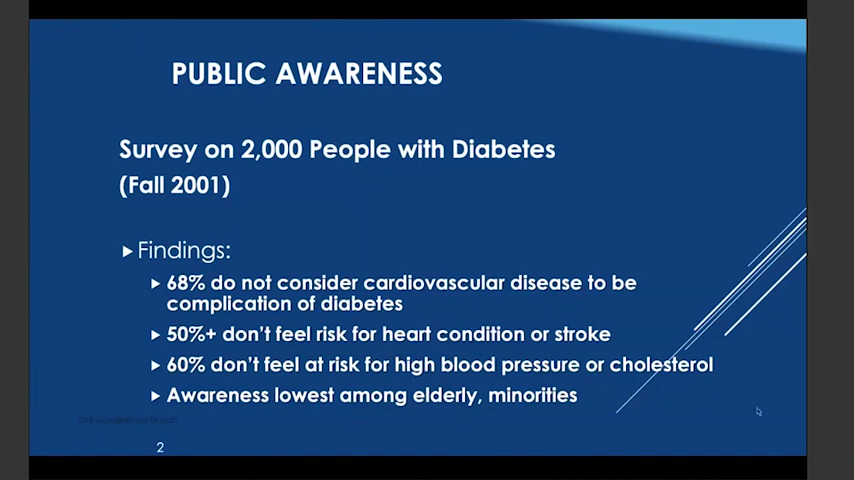 PUBLIC AWARENESS
Survey on 2,000 People with Diabetes
(Fall 2001)
Findings:
68% do not consider cardiovascular disease to be
complication of diabetes
50%+ don't feel risk for heart condition or stroke
60% don't feel at risk for high blood pressure or cholesterol
Awareness lowest among elderly, minorities
2